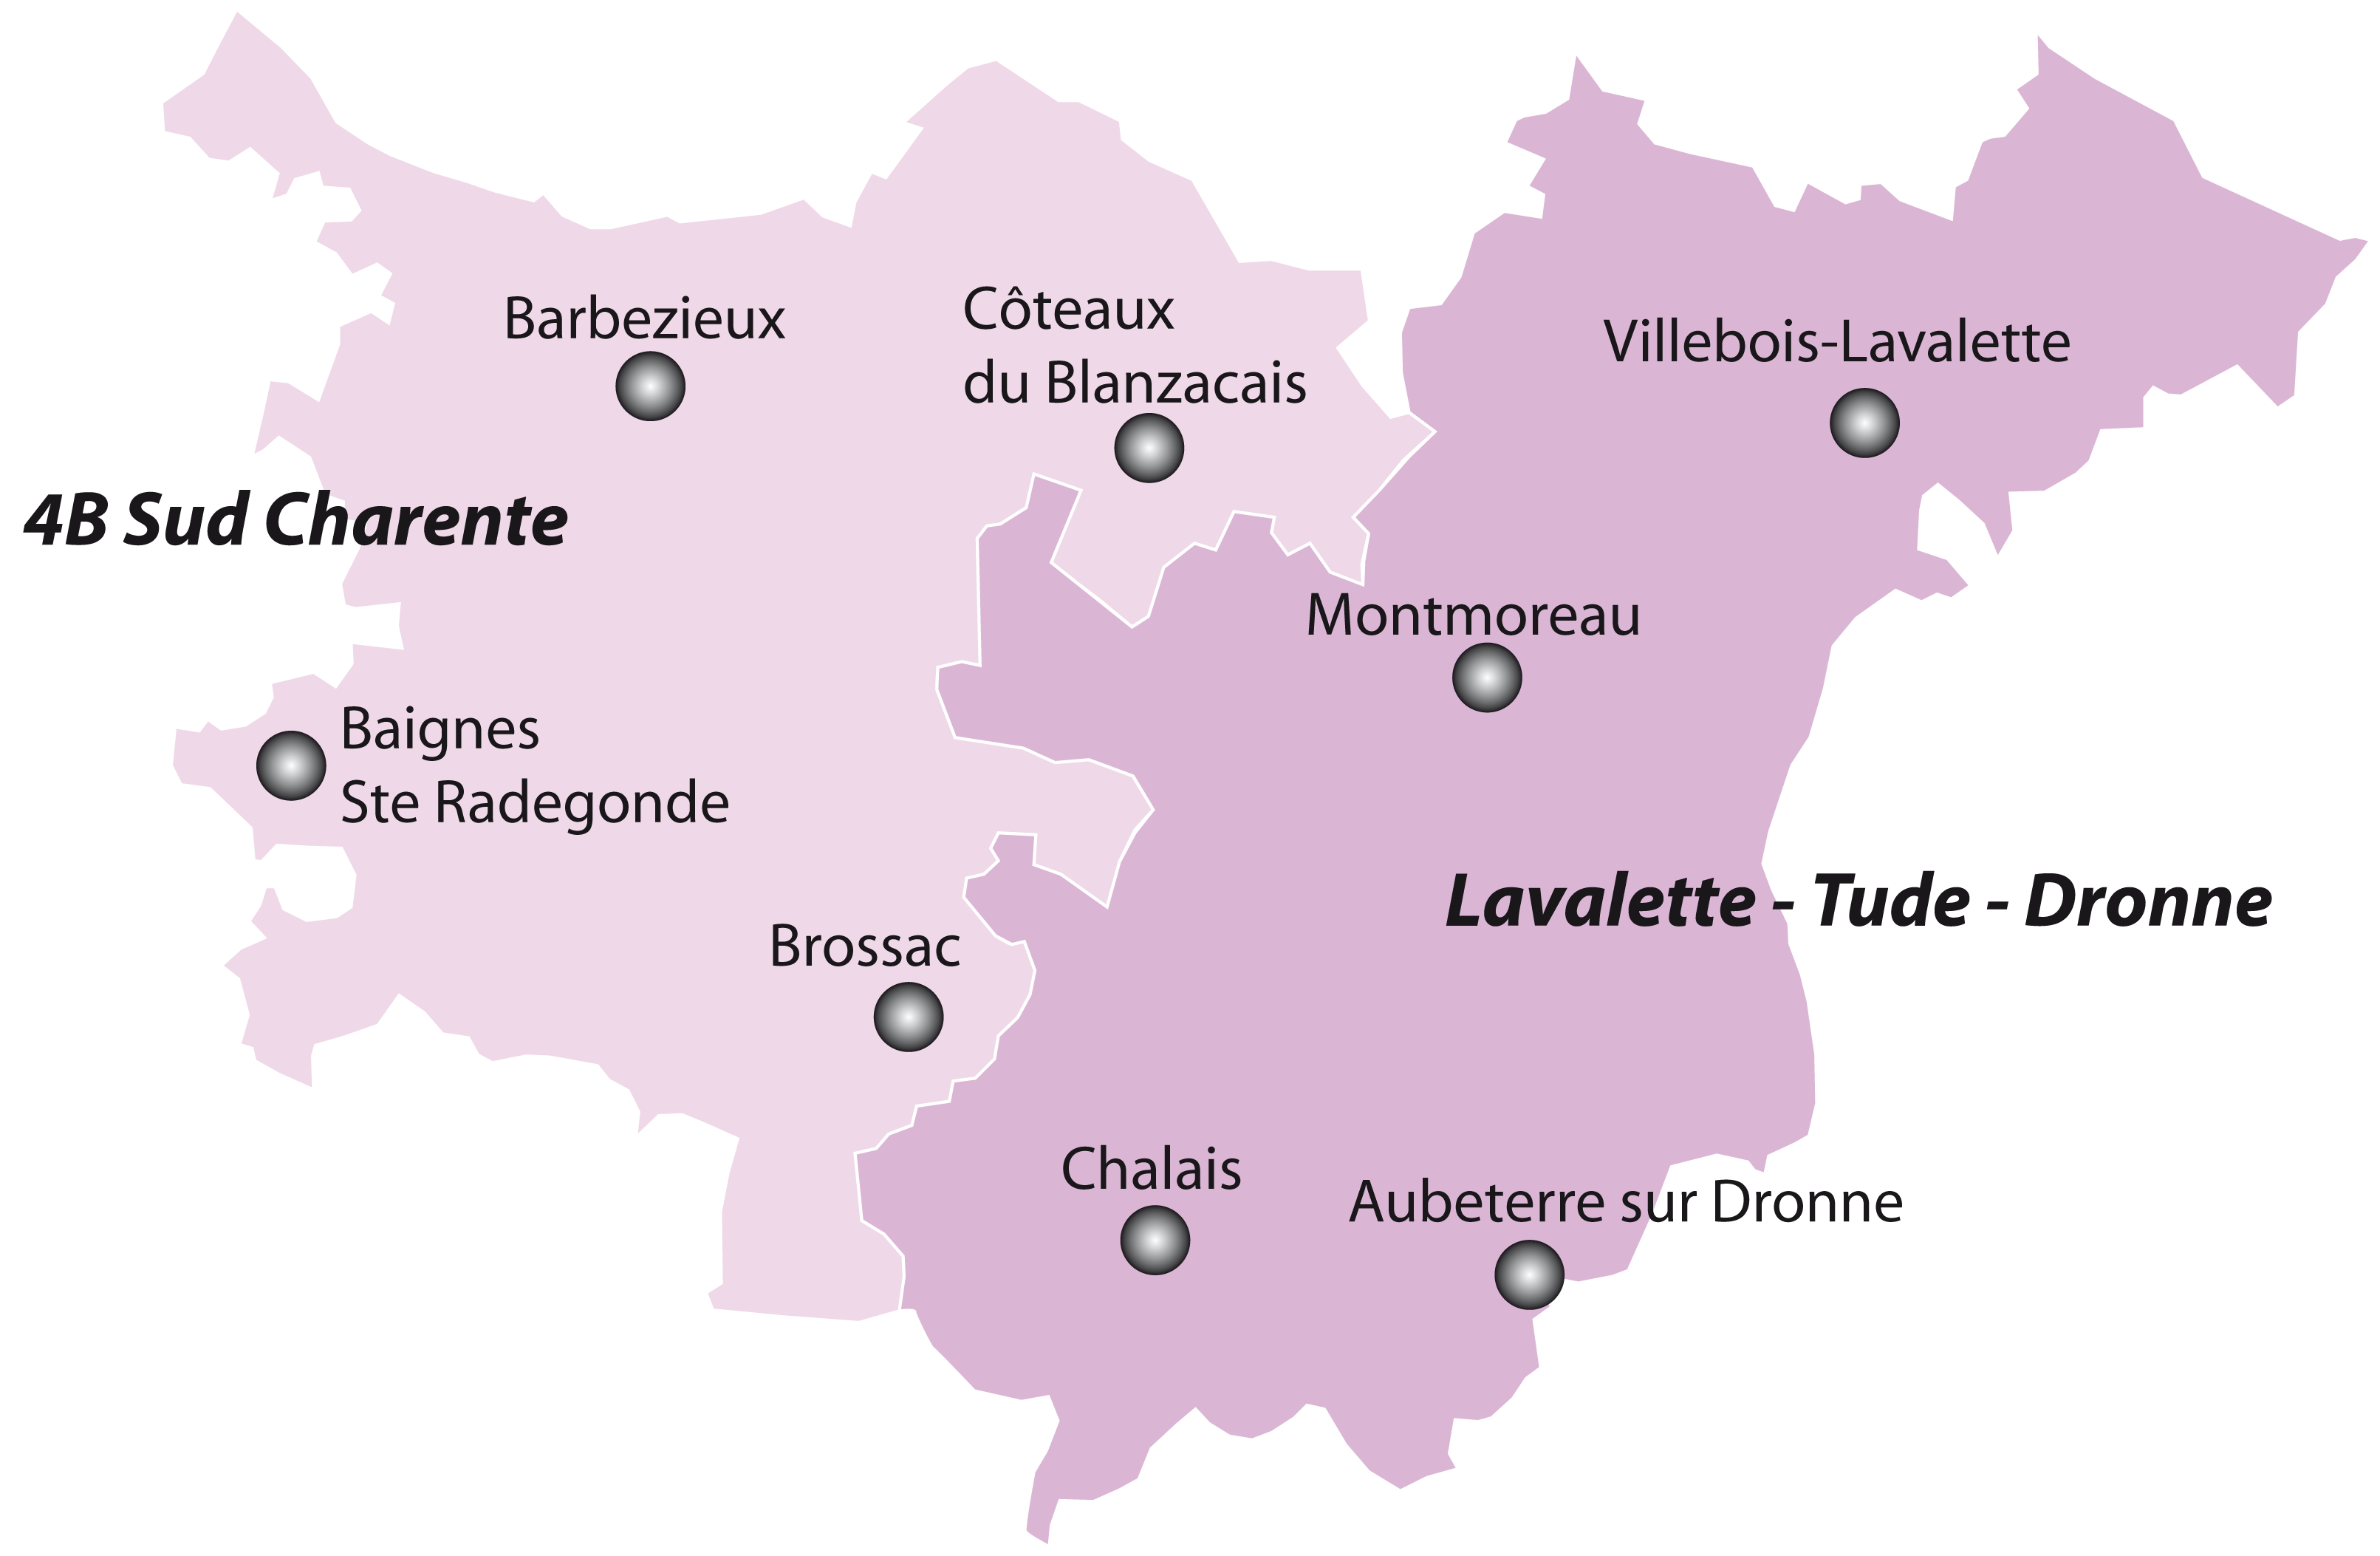 Barbezieux
Côteaux
du Blanzacais
Villebois-Lavalette
4B Sud Charente
Montmoreau
Baignes
Ste Radegonde
Lavalette - Tude - Dronne
Brossac
Chalais
Aubeterre sur Dronne